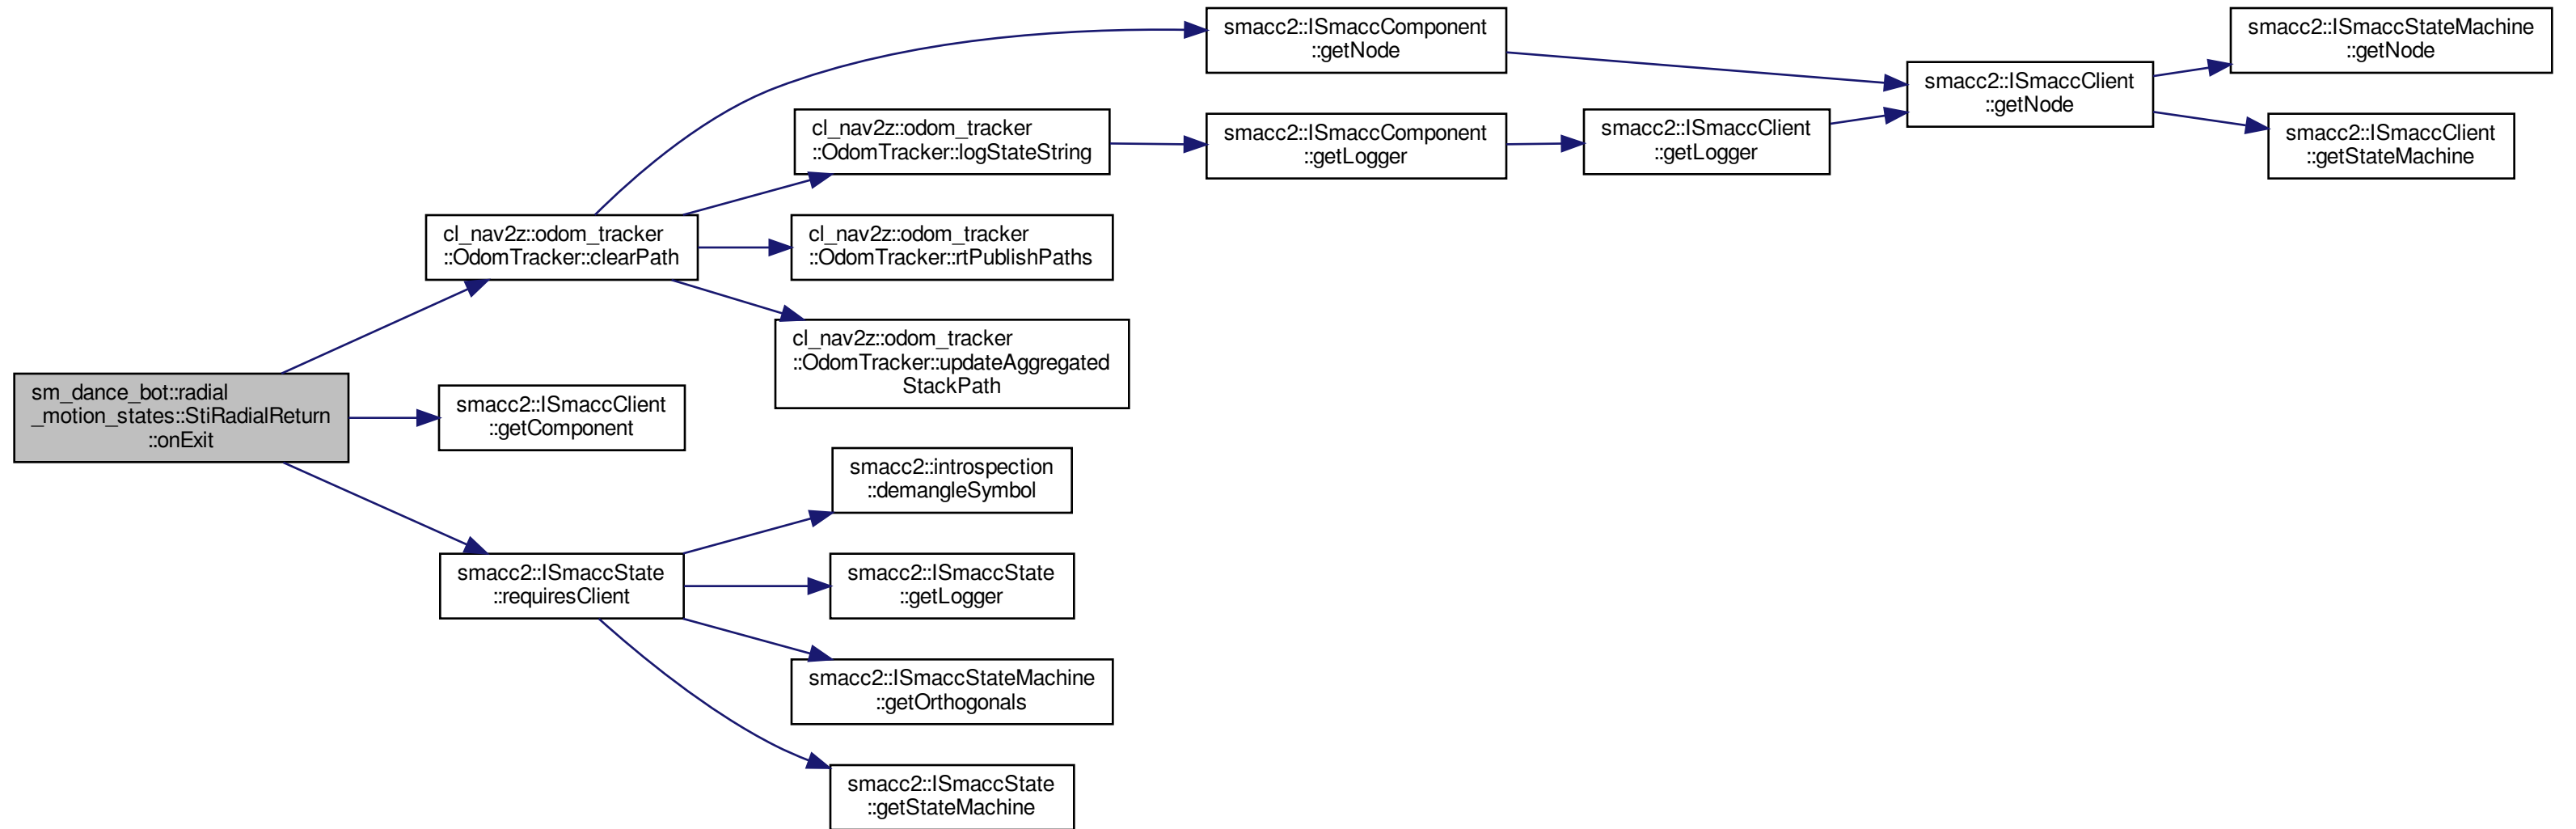 sm_dance_bot::radial
_motion_states::StiRadialReturn
::onExit
cl_nav2z::odom_tracker
::OdomTracker::clearPath
smacc2::ISmaccClient
::getComponent
smacc2::ISmaccState
::requiresClient
smacc2::ISmaccComponent
::getNode
cl_nav2z::odom_tracker
::OdomTracker::logStateString
cl_nav2z::odom_tracker
::OdomTracker::rtPublishPaths
cl_nav2z::odom_tracker
::OdomTracker::updateAggregated
StackPath
smacc2::introspection
::demangleSymbol
smacc2::ISmaccState
::getLogger
smacc2::ISmaccStateMachine
::getOrthogonals
smacc2::ISmaccState
::getStateMachine
smacc2::ISmaccComponent
::getLogger
smacc2::ISmaccClient
::getLogger
smacc2::ISmaccClient
::getNode
smacc2::ISmaccStateMachine
::getNode
smacc2::ISmaccClient
::getStateMachine